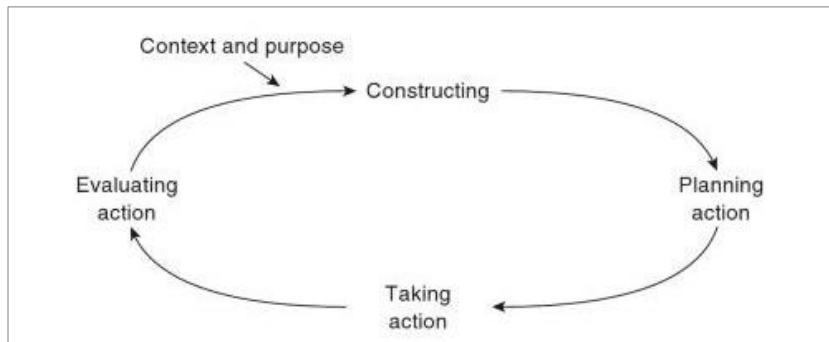 Context and purpose
Constructing
Evaluating
action
Planning
action
Taking
action